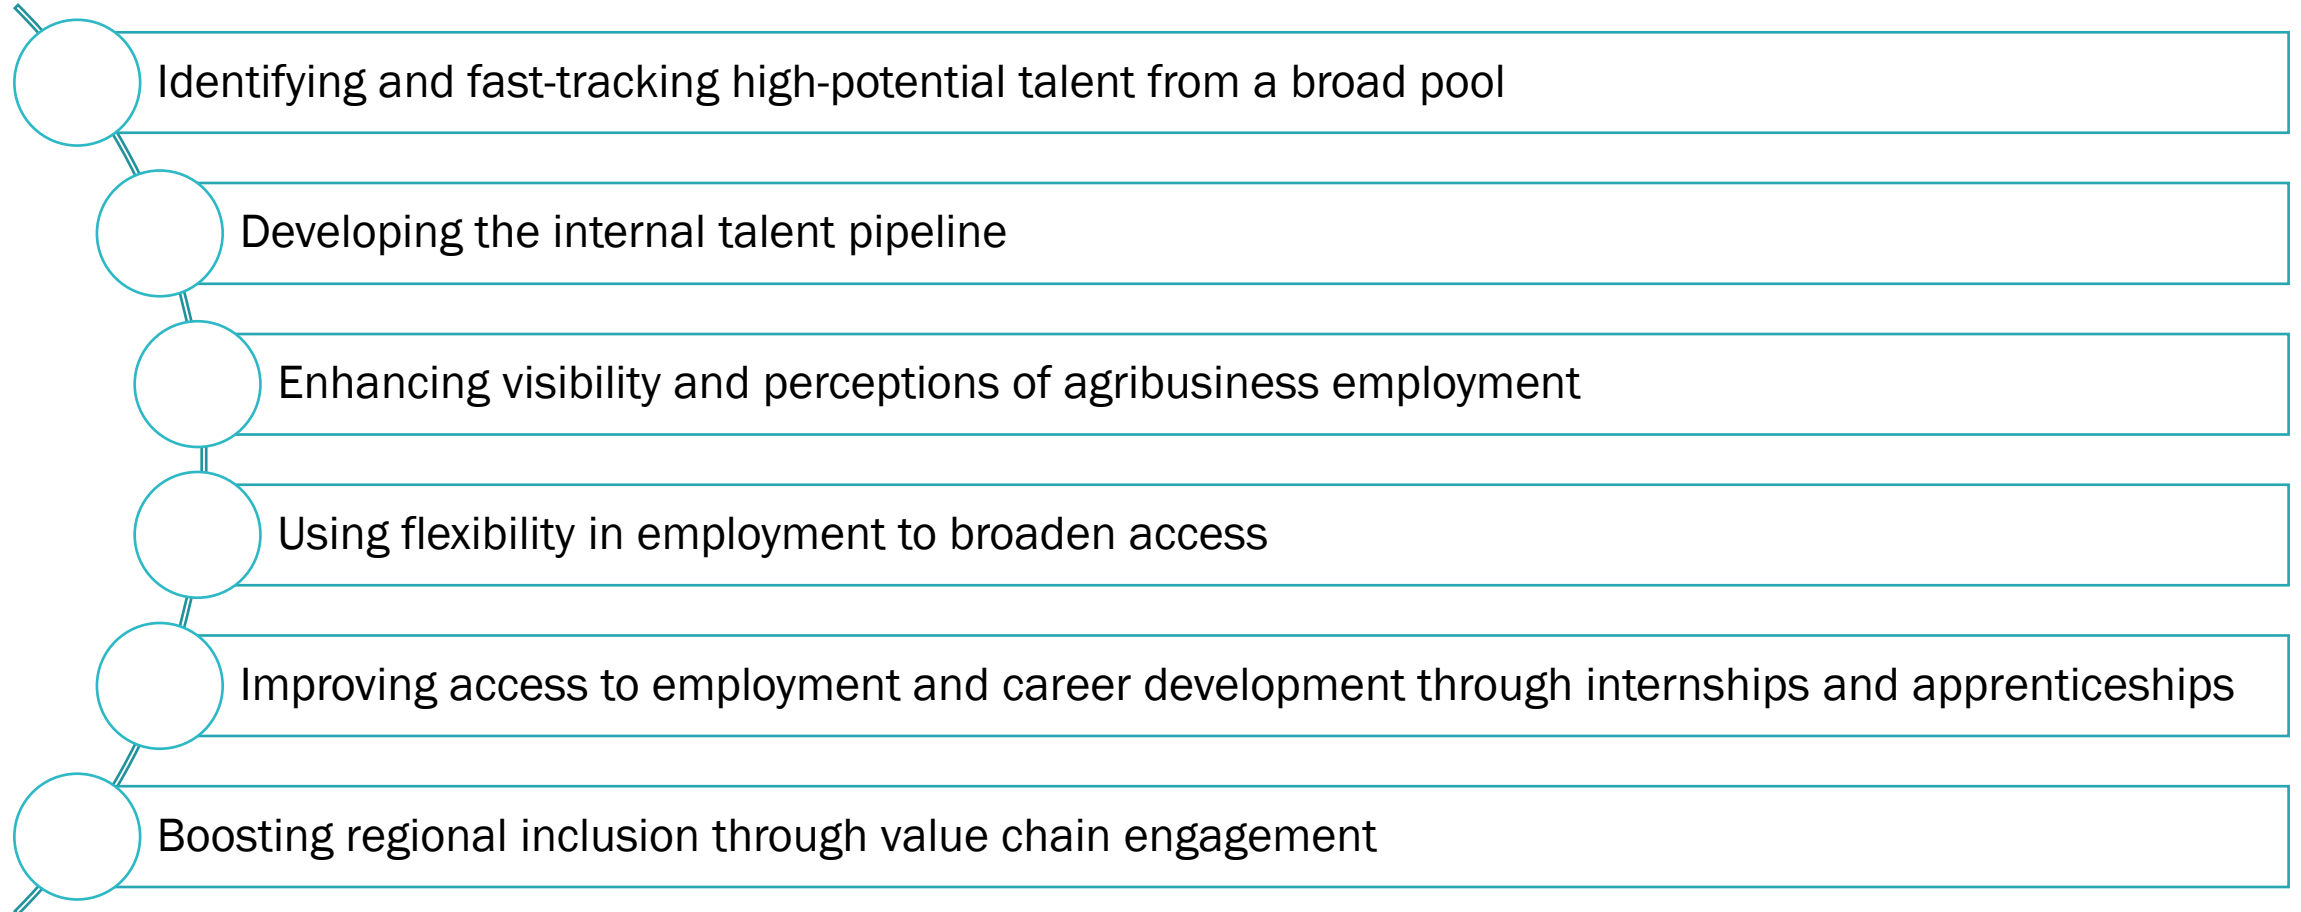 Identifying and fast-tracking high-potential talent from a broad pool
Developing the internal talent pipeline
Enhancing visibility and perceptions of agribusiness employment
Using flexibility in employment to broaden access
Improving access to employment and career development through internships and apprenticeships
Boosting regional inclusion through value chain engagement